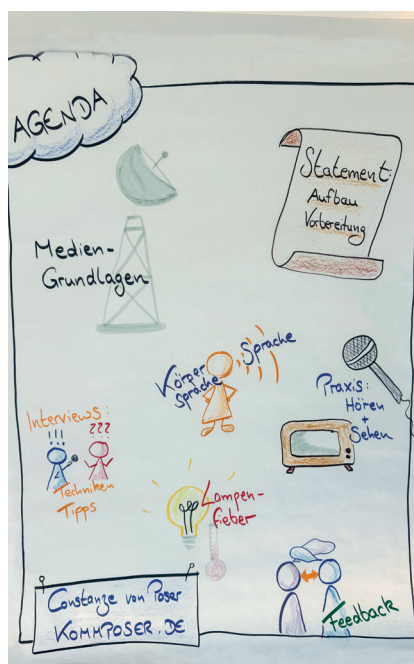 AGENDA
Statement:
Aufbau
Vorbereitung
Medien-
Grundlagen
Körper
sprache
Sprache
Praxis:
Hören
+
Sehen
Interviews:
!!! ???
Techniken
Tipps
Lampen-
fieber
Constanze von Poser
KOMMPOSER.DE
Feedback